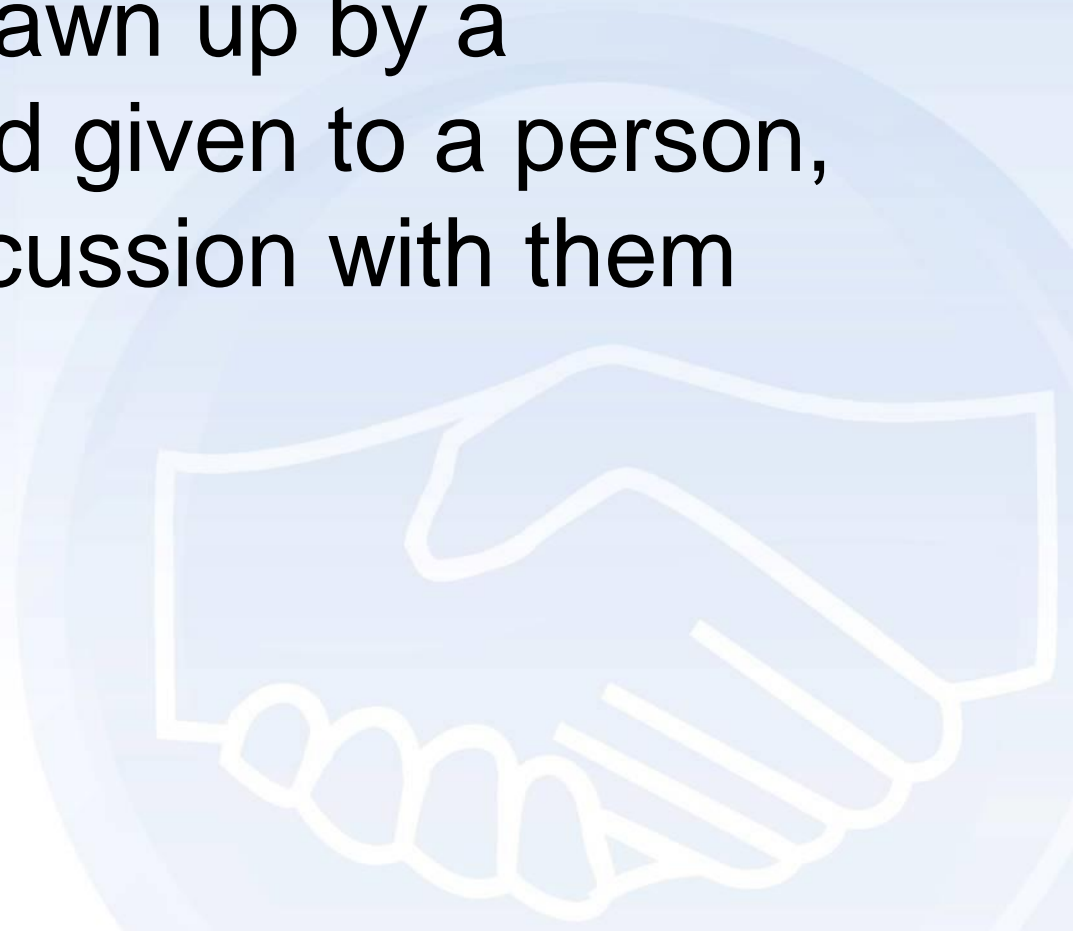 awn up by a
d given to a person,
cussion with them